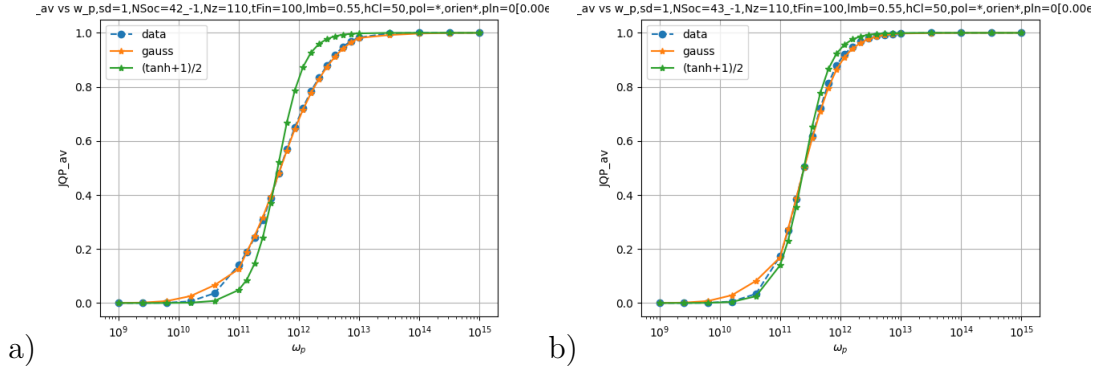 _av vs w_p,sd=1,NSoc=42_-1,Nz=110,tFin=100,lmb=0.55,hCl=50,pol=*,orien*,pln=0[0.00e
data
gauss
(tanh+1)/2
JQP_av
1.0
0.8
0.6
0.4
0.2
0.0
10⁹
10¹⁰
10¹¹
10¹²
10¹³
10¹⁴
10¹⁵
ω_p
a)
_av vs w_p,sd=1,NSoc=43_-1,Nz=110,tFin=100,lmb=0.55,hCl=50,pol=*,orien*,pln=0[0.00e
data
gauss
(tanh+1)/2
JQP_av
1.0
0.8
0.6
0.4
0.2
0.0
10⁹
10¹⁰
10¹¹
10¹²
10¹³
10¹⁴
10¹⁵
ω_p
b)